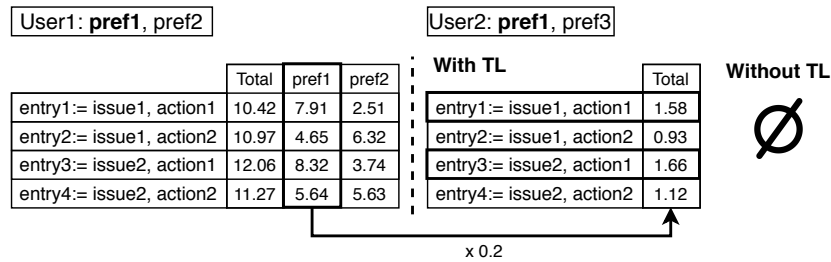 User1: pref1, pref2
User2: pref1, pref3
Total pref1 pref2
entry1:= issue1, action1 10.42 7.91 2.51
entry2:= issue1, action2 10.97 4.65 6.32
entry3:= issue2, action1 12.06 8.32 3.74
entry4:= issue2, action2 11.27 5.64 5.63
With TL
Total
entry1:= issue1, action1 1.58
entry2:= issue1, action2 0.93
entry3:= issue2, action1 1.66
entry4:= issue2, action2 1.12
Without TL
Ø
x 0.2